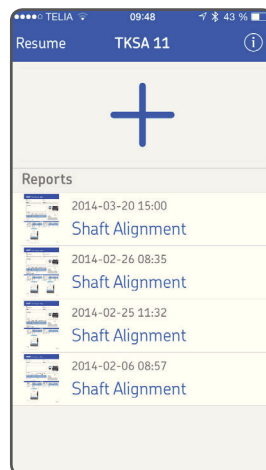 TELIA 09:48 43 %
Resume TKSA 11 i
Reports
2014-03-20 15:00
Shaft Alignment
2014-02-26 08:35
Shaft Alignment
2014-02-25 11:32
Shaft Alignment
2014-02-06 08:57
Shaft Alignment